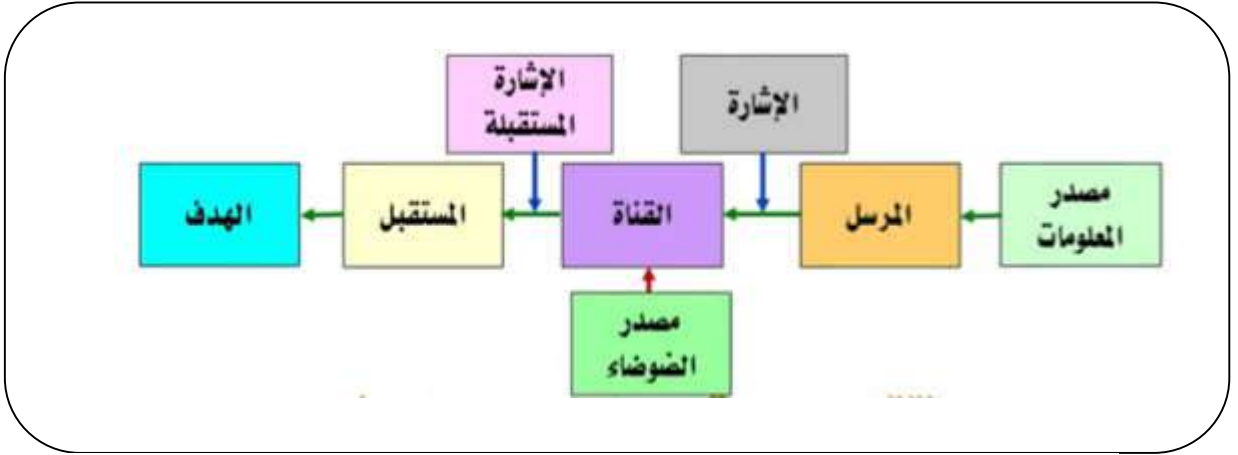 الإشارة
المستقبلة
الإشارة
مصدر
المعلومات
المرسل
القناة
المستقبل
الهدف
مصدر
الضوضاء